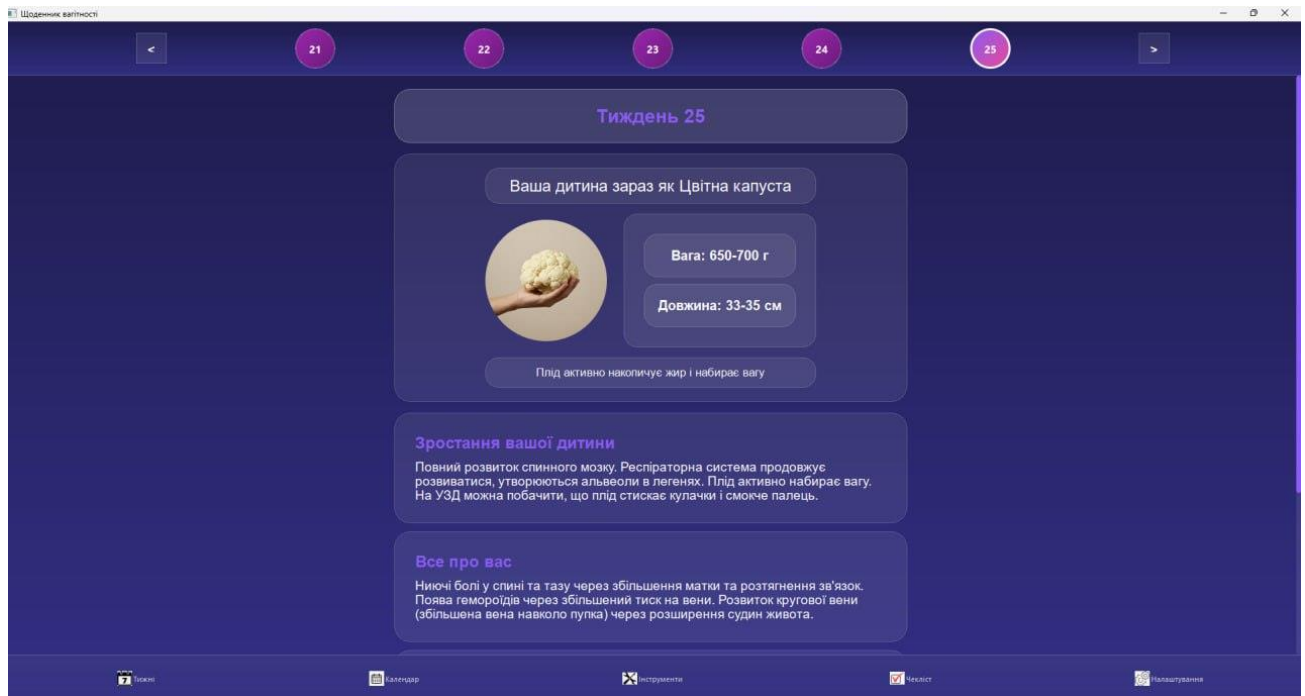 Щоденник вагітності
<
21
22
23
24
25
>
Тиждень 25
Ваша дитина зараз як Цвітна капуста
Вага: 650-700 г
Довжина: 33-35 см
Плід активно накопичує жир і набирає вагу
Зростання вашої дитини
Повний розвиток спинного мозку. Респіраторна система продовжує
розвиватися, утворюються альвеоли в легенях. Плід активно набирає вагу.
На УЗД можна побачити, що плід стискає кулачки і смокче палець.
Все про вас
Ниючі болі у спині та тазу через збільшення матки та розтягнення зв'язок.
Поява гемороїдів через збільшений тиск на вени. Розвиток кругової вени
(збільшена вена навколо пупка) через розширення судин живота.
7 Тижні
Календар
Інструменти
Чекліст
Налаштування